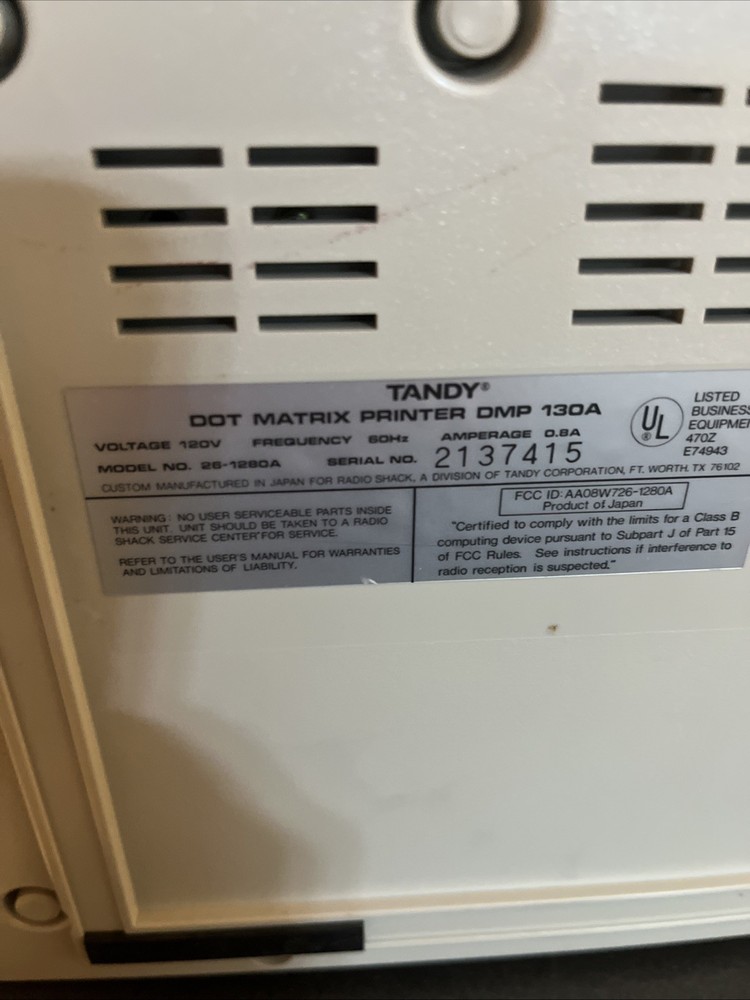 TANDY®
DOT MATRIX PRINTER DMP 130A
VOLTAGE 120V FREQUENCY 60Hz AMPERAGE 0.8A
MODEL NO. 26-1280A SERIAL NO. 2137415
CUSTOM MANUFACTURED IN JAPAN FOR RADIO SHACK, A DIVISION OF TANDY CORPORATION, FT. WORTH, TX 76102
UL ®
LISTED
BUSINESS
EQUIPME
470Z
E74943
WARNING: NO USER SERVICEABLE PARTS INSIDE
THIS UNIT. UNIT SHOULD BE TAKEN TO A RADIO
SHACK SERVICE CENTER FOR SERVICE.
REFER TO THE USER'S MANUAL FOR WARRANTIES
AND LIMITATIONS OF LIABILITY.
FCC ID: AA08W726-1280A
Product of Japan
"Certified to comply with the limits for a Class B
computing device pursuant to Subpart J of Part 15
of FCC Rules. See instructions if interference to
radio reception is suspected."